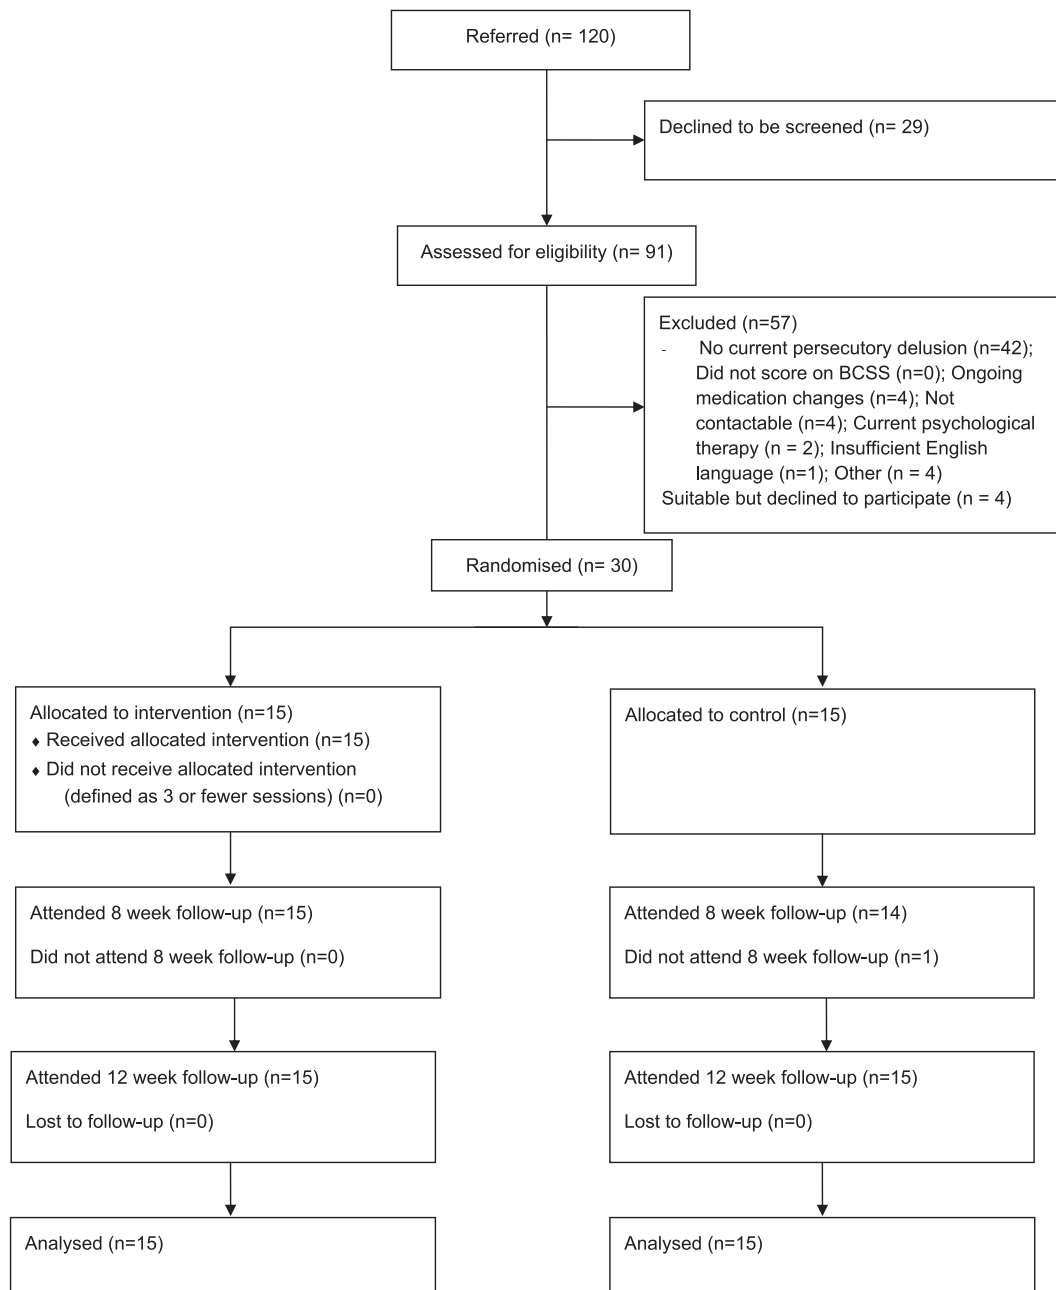 Referred (n= 120)
Declined to be screened (n= 29)
Assessed for eligibility (n= 91)
Excluded (n=57)
- No current persecutory delusion (n=42);
Did not score on BCSS (n=0); Ongoing
medication changes (n=4); Not
contactable (n=4); Current psychological
therapy (n = 2); Insufficient English
language (n=1); Other (n = 4)
Suitable but declined to participate (n = 4)
Randomised (n= 30)
Allocated to intervention (n=15)
♦ Received allocated intervention (n=15)
♦ Did not receive allocated intervention
(defined as 3 or fewer sessions) (n=0)
Allocated to control (n=15)
Attended 8 week follow-up (n=15)
Did not attend 8 week follow-up (n=0)
Attended 8 week follow-up (n=14)
Did not attend 8 week follow-up (n=1)
Attended 12 week follow-up (n=15)
Lost to follow-up (n=0)
Attended 12 week follow-up (n=15)
Lost to follow-up (n=0)
Analysed (n=15)
Analysed (n=15)